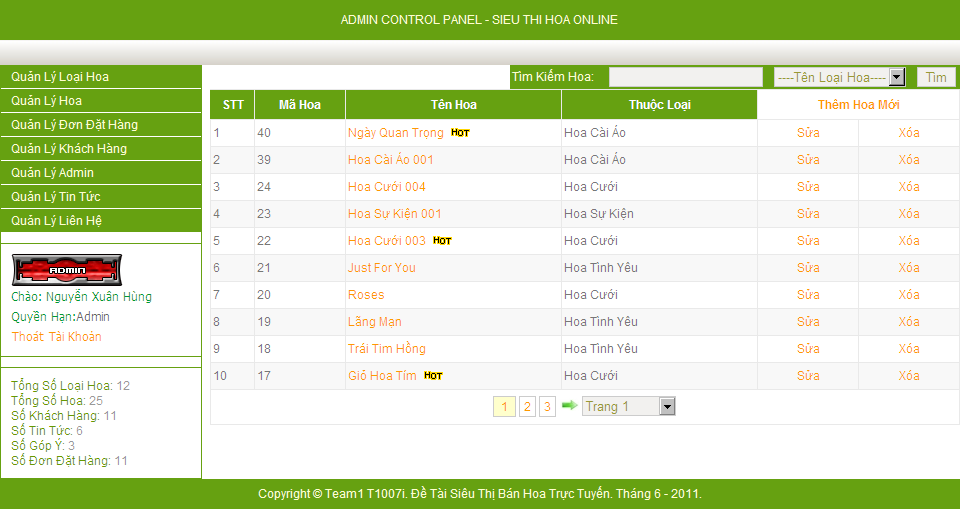 ADMIN CONTROL PANEL - SIEU THI HOA ONLINE
Quản Lý Loại Hoa
Quản Lý Hoa
Quản Lý Đơn Đặt Hàng
Quản Lý Khách Hàng
Quản Lý Admin
Quản Lý Tin Tức
Quản Lý Liên Hệ
ADMIN
Chào: Nguyễn Xuân Hùng
Quyền Hạn:Admin
Thoát Tài Khoản
Tổng Số Loại Hoa: 12
Tổng Số Hoa: 25
Số Khách Hàng: 11
Số Tin Tức: 6
Số Góp Ý: 3
Số Đơn Đặt Hàng: 11
Tìm Kiếm Hoa: ----Tên Loại Hoa---- Tìm
STT Mã Hoa Tên Hoa Thuộc Loại Thêm Hoa Mới
1 40 Ngày Quan Trọng HOT Hoa Cài Áo Sửa Xóa
2 39 Hoa Cài Áo 001 Hoa Cài Áo Sửa Xóa
3 24 Hoa Cưới 004 Hoa Cưới Sửa Xóa
4 23 Hoa Sự Kiện 001 Hoa Sự Kiện Sửa Xóa
5 22 Hoa Cưới 003 HOT Hoa Cưới Sửa Xóa
6 21 Just For You Hoa Tình Yêu Sửa Xóa
7 20 Roses Hoa Cưới Sửa Xóa
8 19 Lãng Mạn Hoa Tình Yêu Sửa Xóa
9 18 Trái Tim Hồng Hoa Tình Yêu Sửa Xóa
10 17 Giỏ Hoa Tím HOT Hoa Cưới Sửa Xóa
1 2 3 Trang 1
Copyright © Team1 T1007i. Đề Tài Siêu Thị Bán Hoa Trực Tuyến. Tháng 6 - 2011.